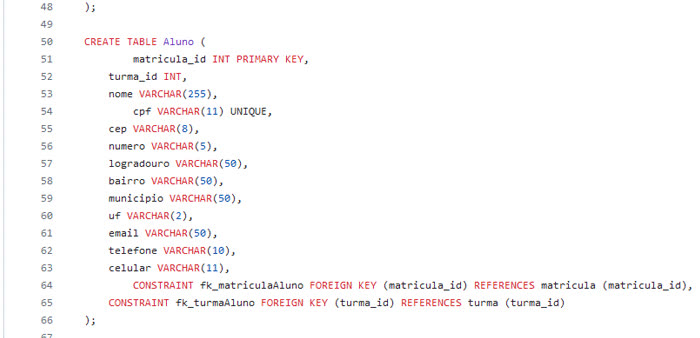 48 );
49
50 CREATE TABLE Aluno (
51 matricula_id INT PRIMARY KEY,
52 turma_id INT,
53 nome VARCHAR(255),
54 cpf VARCHAR(11) UNIQUE,
55 cep VARCHAR(8),
56 numero VARCHAR(5),
57 logradouro VARCHAR(50),
58 bairro VARCHAR(50),
59 municipio VARCHAR(50),
60 uf VARCHAR(2),
61 email VARCHAR(50),
62 telefone VARCHAR(10),
63 celular VARCHAR(11),
64 CONSTRAINT fk_matriculaAluno FOREIGN KEY (matricula_id) REFERENCES matricula (matricula_id),
65 CONSTRAINT fk_turmaAluno FOREIGN KEY (turma_id) REFERENCES turma (turma_id)
66 );